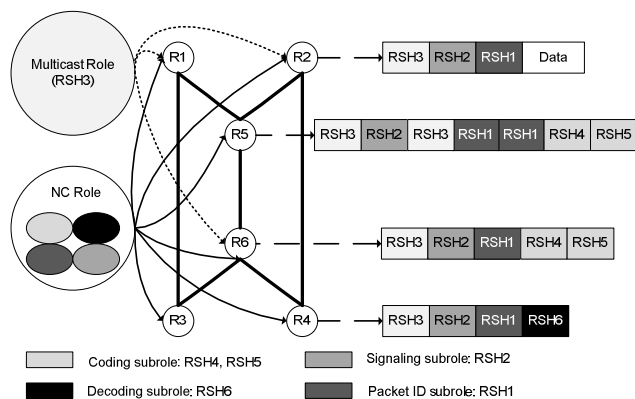 Multicast Role
(RSH3)
R1
R2
RSH3 RSH2 RSH1 Data
R5
RSH3 RSH2 RSH3 RSH1 RSH1 RSH4 RSH5
NC Role
R6
RSH3 RSH2 RSH1 RSH4 RSH5
R3
R4
RSH3 RSH2 RSH1 RSH6
Coding subrole: RSH4, RSH5
Signaling subrole: RSH2
Decoding subrole: RSH6
Packet ID subrole: RSH1